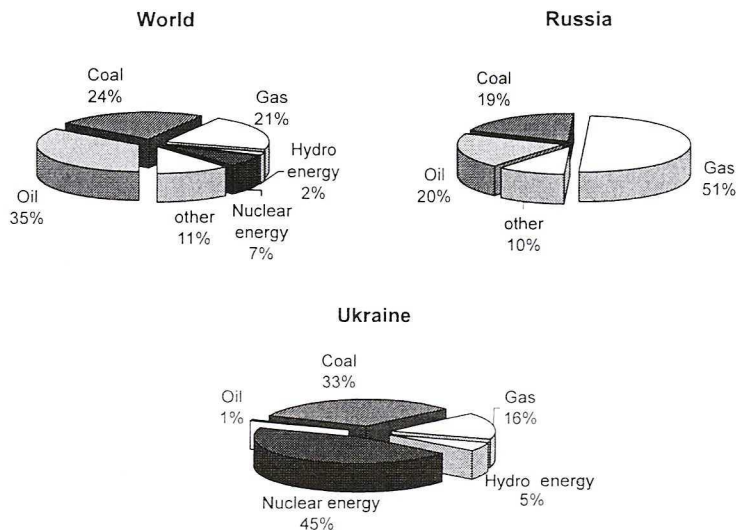 World
Coal
24%
Gas
21%
Hydro
energy
2%
Nuclear
energy
7%
other
11%
Oil
35%
Russia
Coal
19%
Gas
51%
other
10%
Oil
20%
Ukraine
Coal
33%
Gas
16%
Hydro energy
5%
Nuclear energy
45%
Oil
1%